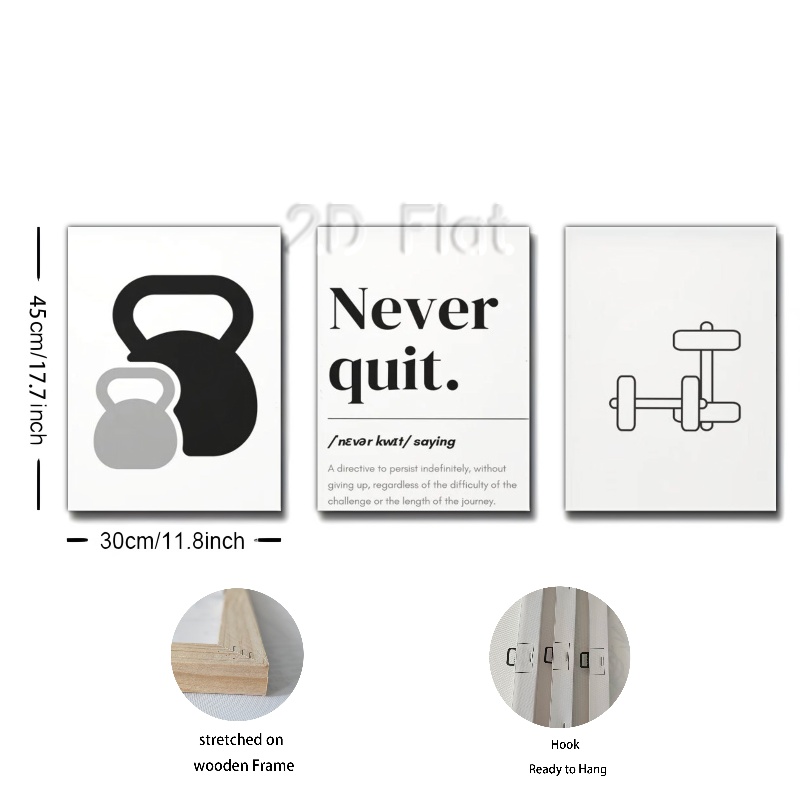 2D Flat
45cm/17.7inch
Never
quit.
/nɛvər kwɪt/ saying
A directive to persist indefinitely, without
giving up, regardless of the difficulty of the
challenge or the length of the journey.
30cm/11.8inch
stretched on
wooden Frame
Hook
Ready to Hang